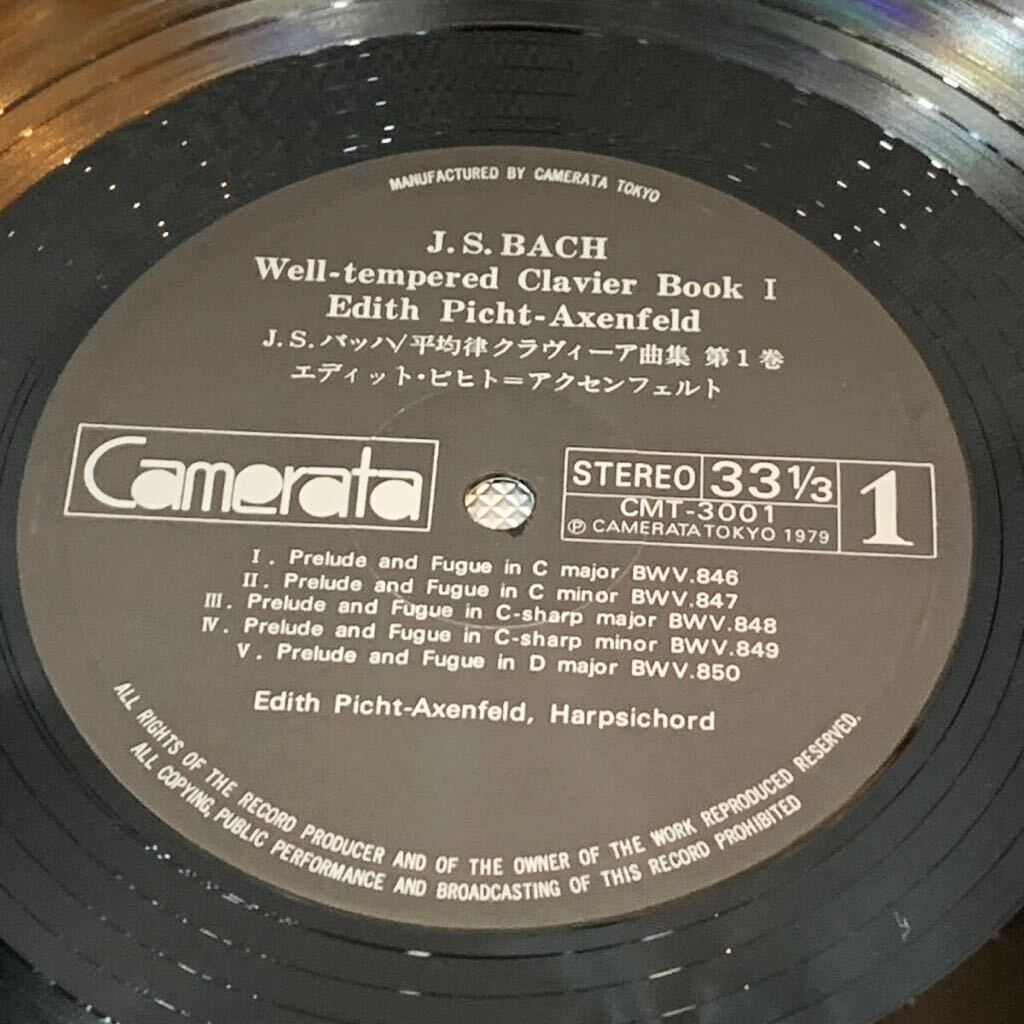 MANUFACTURED BY CAMERATA TOKYO
J. S. BACH
Well-tempered Clavier Book I
Edith Picht-Axenfeld
J. S. バッハ/平均律クラヴィーア曲集 第1巻
エディット・ピヒト=アクセンフェルト
Camerata
STEREO 33 1/3
CMT-3001
Ⓟ CAMERATA TOKYO 1979
1
I. Prelude and Fugue in C major BWV.846
II. Prelude and Fugue in C minor BWV.847
III. Prelude and Fugue in C-sharp major BWV.848
IV. Prelude and Fugue in C-sharp minor BWV.849
V. Prelude and Fugue in D major BWV.850
Edith Picht-Axenfeld, Harpsichord
ALL RIGHTS OF THE RECORD PRODUCER AND OF THE OWNER OF THE WORK REPRODUCED RESERVED.
ALL COPYING, PUBLIC PERFORMANCE AND BROADCASTING OF THIS RECORD PROHIBITED